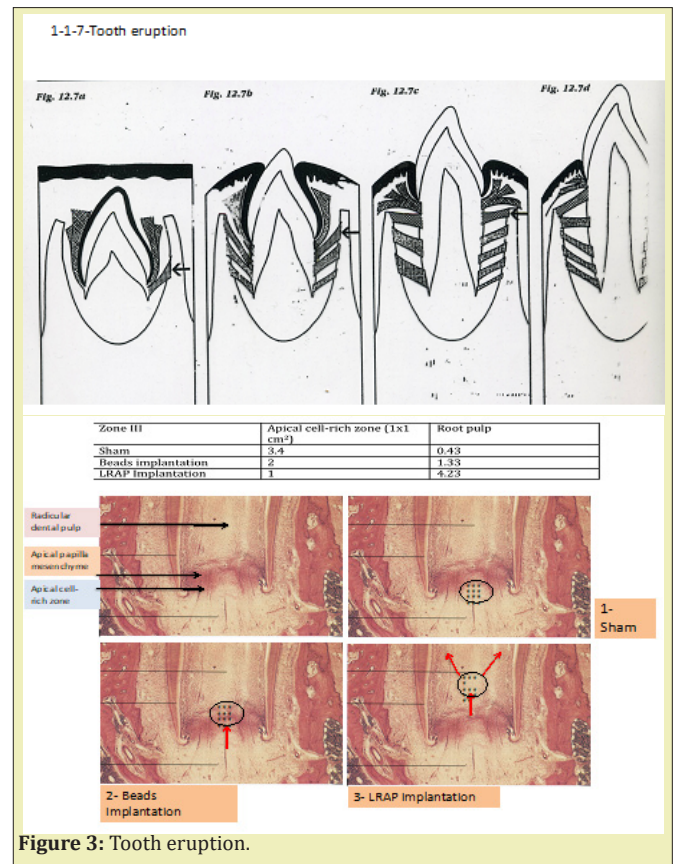 1-1-7-Tooth eruption
Fig. 12.7a
Fig. 12.7b
Fig. 12.7c
Fig. 12.7d
Zone III Apical cell-rich zone (1x1 cm²) Root pulp
Sham 3.4 0.43
Beads implantation 2 1.33
LRAP Implantation 1 4.23
Radicular
dental pulp
Apical papilla
mesenchyme
Apical cell-
rich zone
1-
Sham
2- Beads
Implantation
3- LRAP Implantation
Figure 3: Tooth eruption.